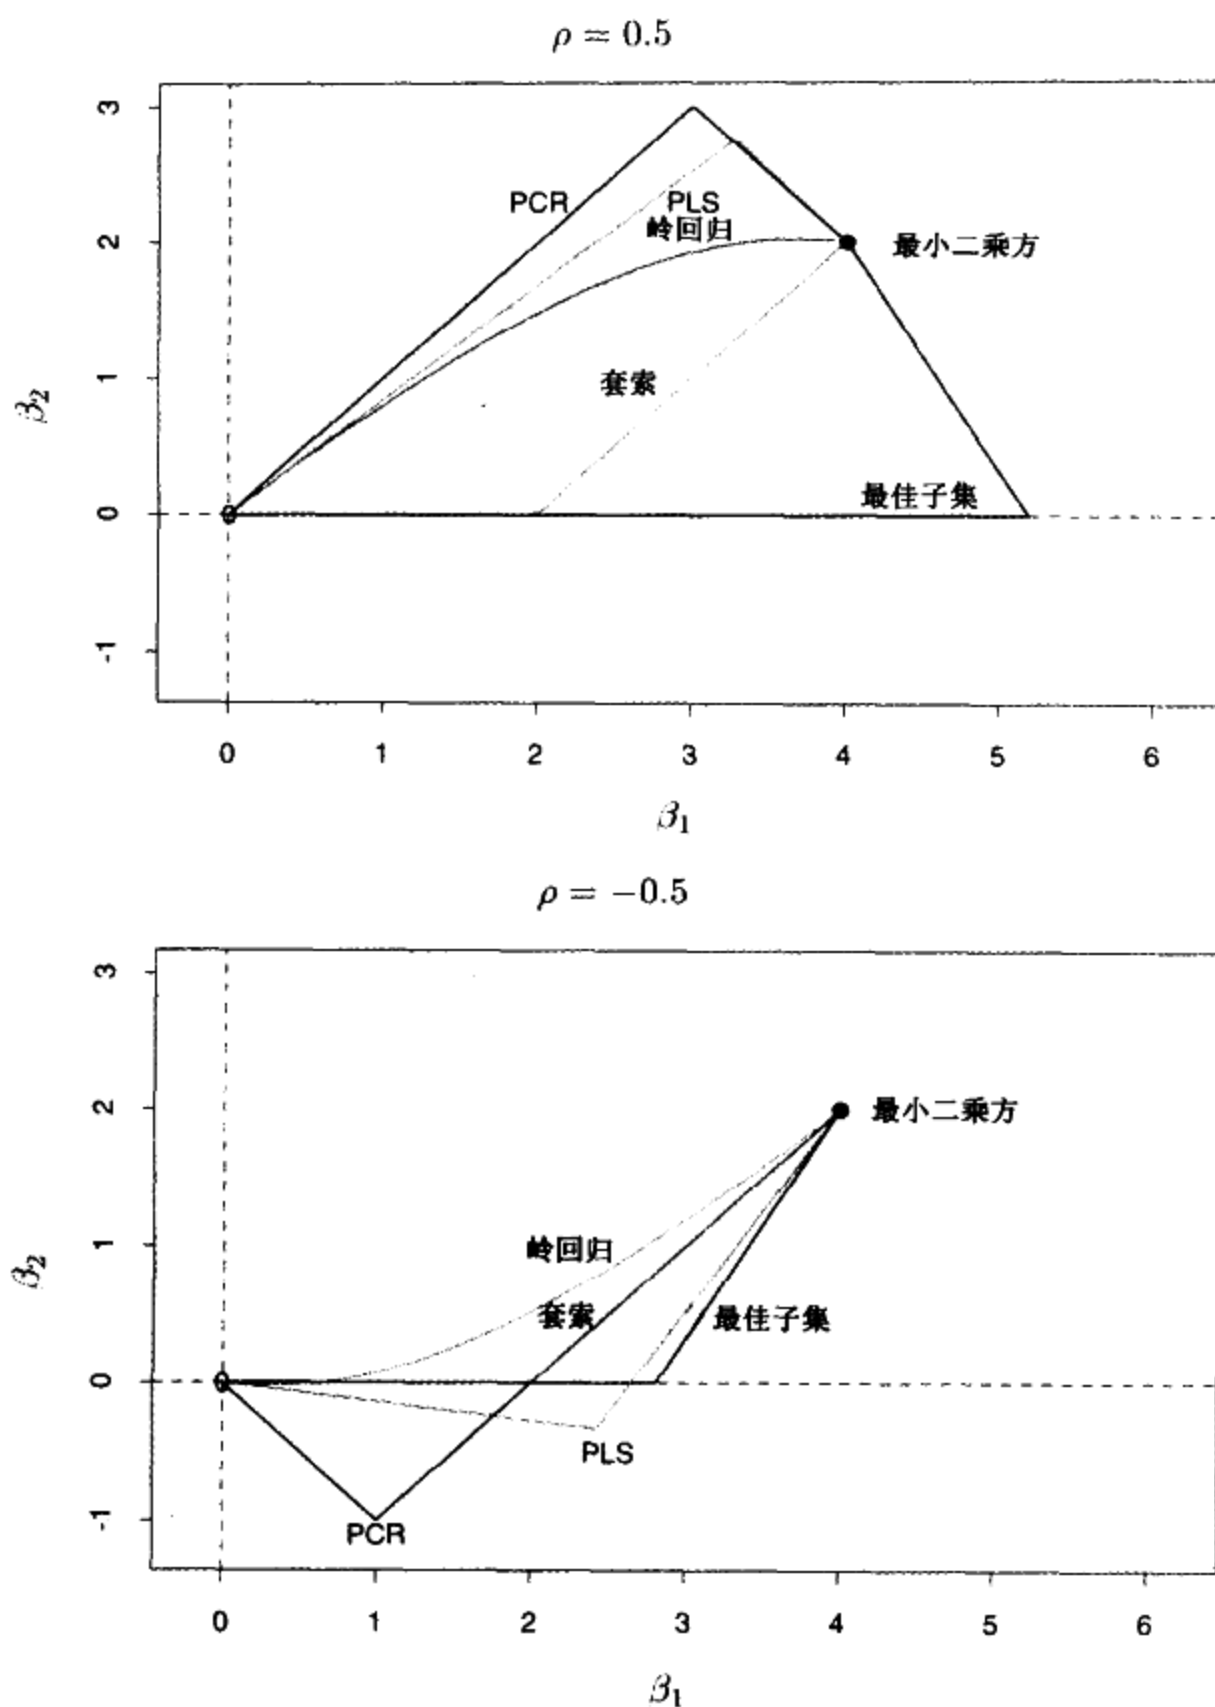 ρ = 0.5
3
PCR
PLS
岭回归
2
最小二乘方
1
套索
β₂
最佳子集
0
-1
0 1 2 3 4 5 6
β₁
ρ = −0.5
3
2
最小二乘方
1
岭回归
β₂
套索
最佳子集
0
PLS
-1
PCR
0 1 2 3 4 5 6
β₁